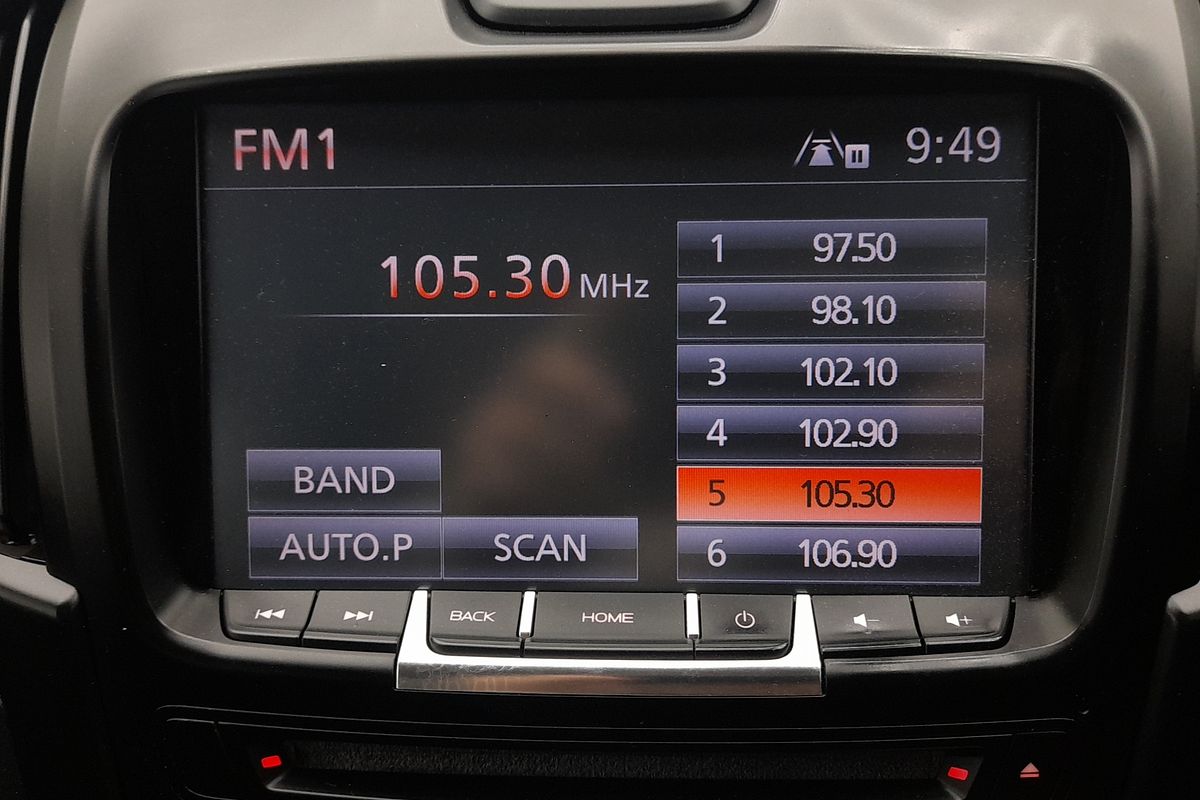 FM1 9:49
105.30 MHz
1 97.50
2 98.10
3 102.10
4 102.90
5 105.30
6 106.90
BAND
AUTO.P SCAN
BACK HOME